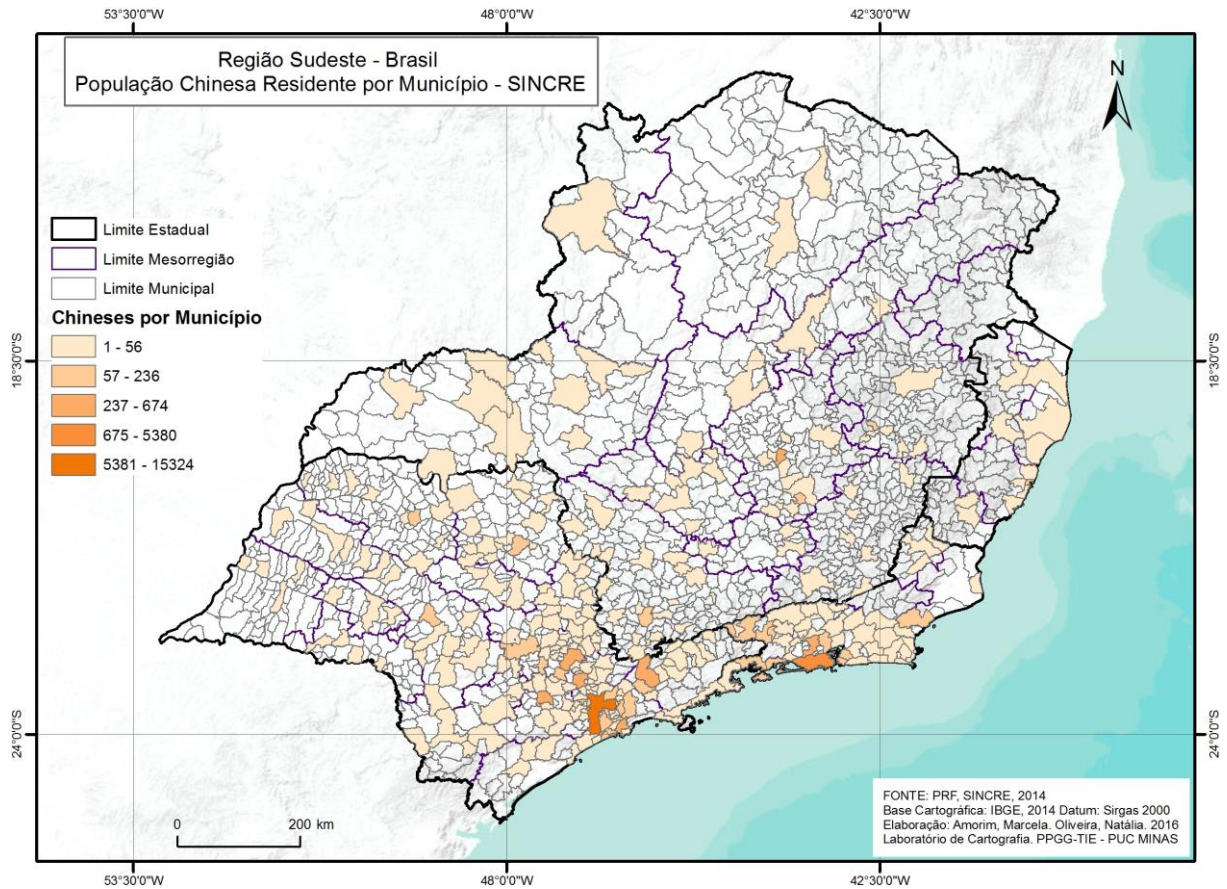 53°30'0"W
48°0'0"W
42°30'0"W
Região Sudeste - Brasil
População Chinesa Residente por Município - SINCRE
N
Limite Estadual
Limite Mesorregião
Limite Municipal
Chineses por Município
1 - 56
57 - 236
237 - 674
675 - 5380
5381 - 15324
18°30'0"S
18°30'0"S
24°0'0"S
24°0'0"S
0
200 km
FONTE: PRF, SINCRE, 2014
Base Cartográfica: IBGE, 2014 Datum: Sirgas 2000
Elaboração: Amorim, Marcela. Oliveira, Natália. 2016
Laboratório de Cartografia. PPGG-TIE - PUC MINAS
53°30'0"W
48°0'0"W
42°30'0"W